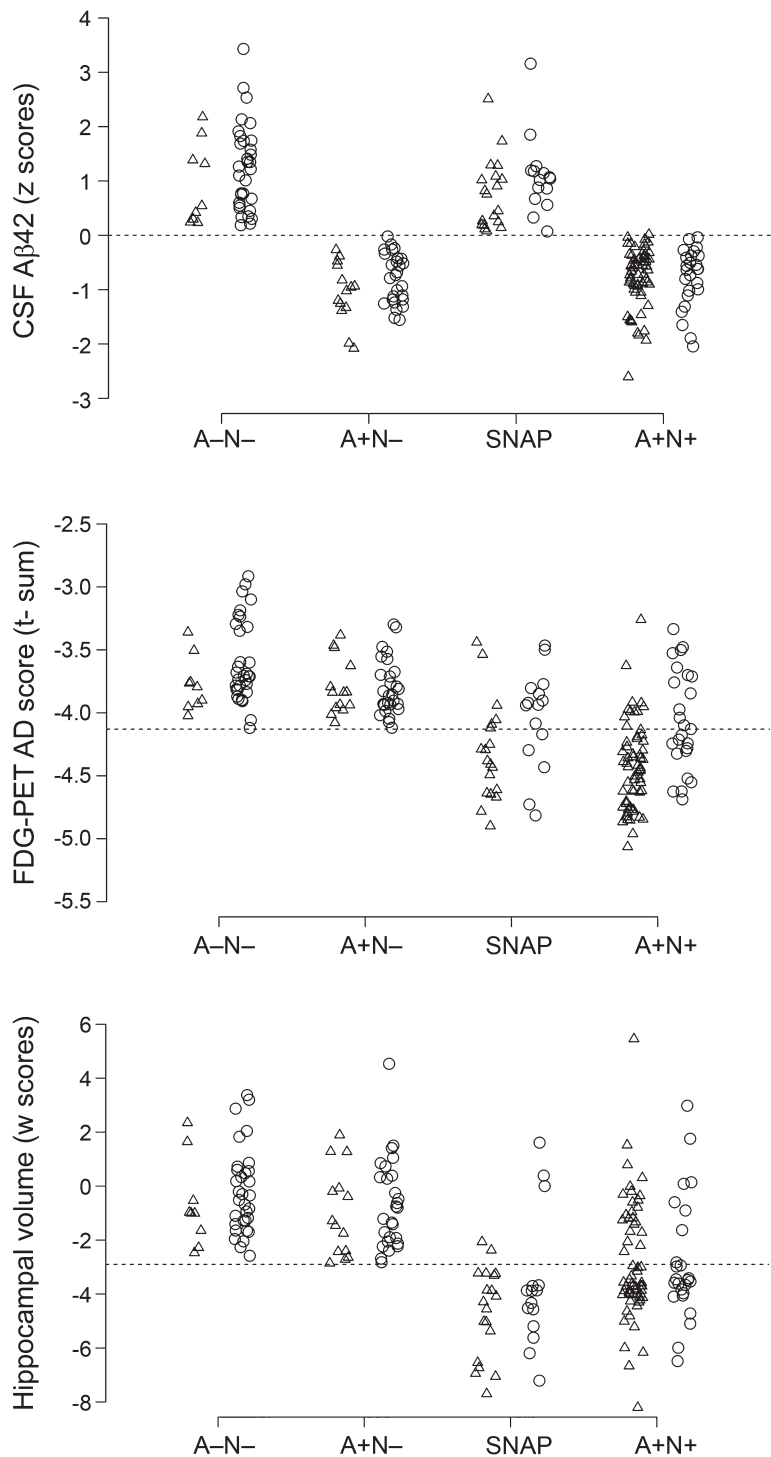 CSF Aβ42 (z scores)
4
3
2
1
0
-1
-2
-3
A–N–
A+N–
SNAP
A+N+
FDG-PET AD score (t- sum)
-2.5
-3.0
-3.5
-4.0
-4.5
-5.0
-5.5
A–N–
A+N–
SNAP
A+N+
Hippocampal volume (w scores)
6
4
2
0
-2
-4
-6
-8
A–N–
A+N–
SNAP
A+N+